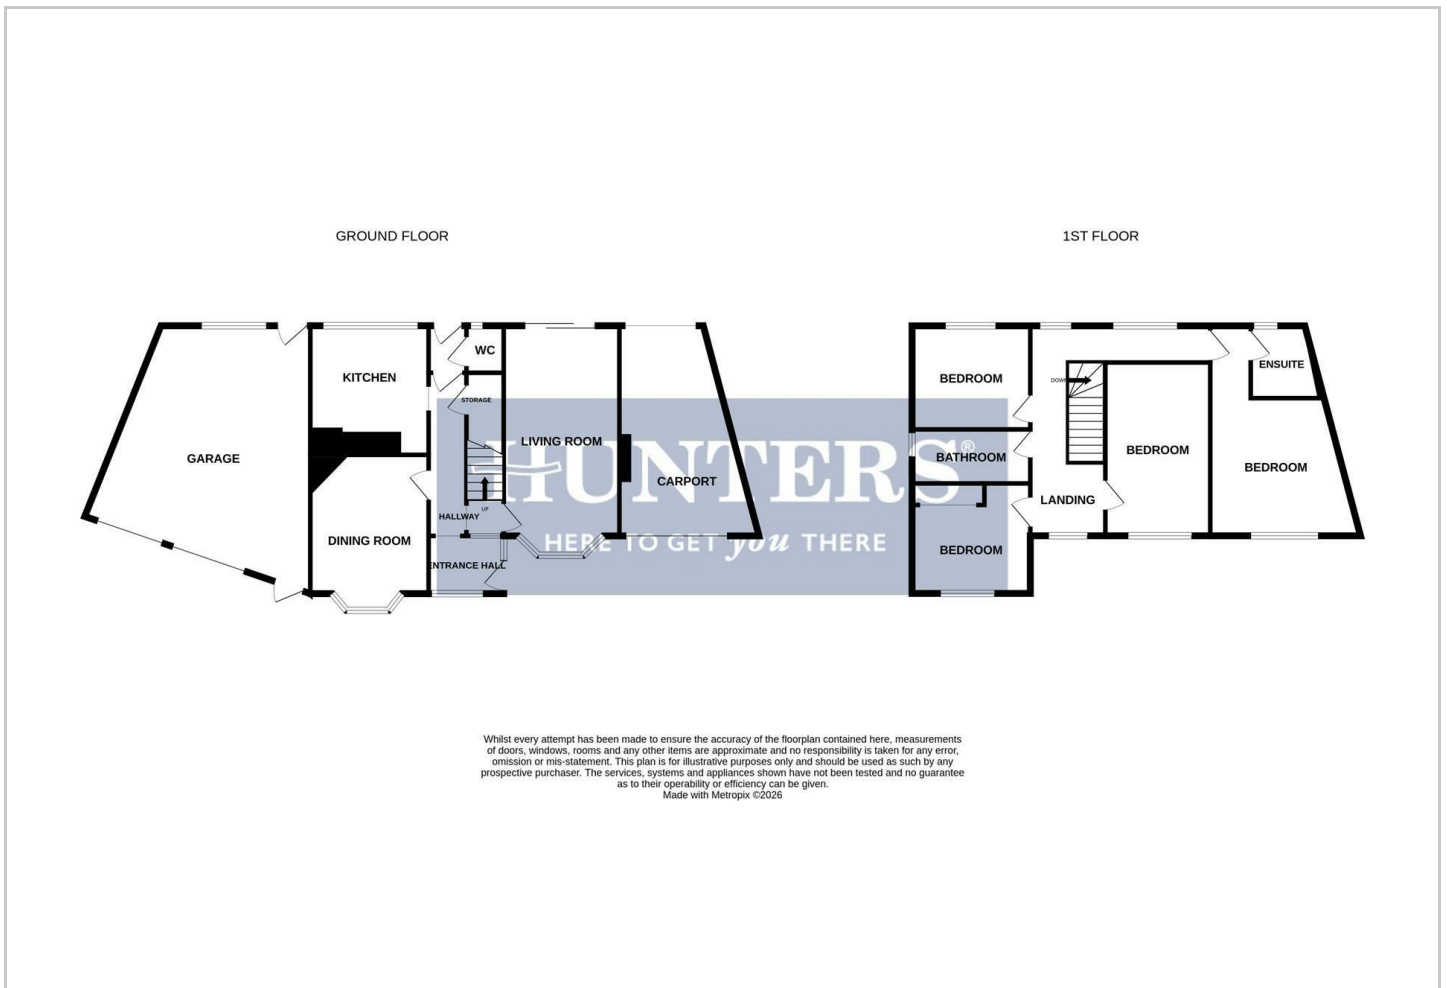 GROUND FLOOR
1ST FLOOR
WC
KITCHEN
STORAGE
LIVING ROOM
GARAGE
CARPORT
HALLWAY
UP
DINING ROOM
ENTRANCE HALL
ENSUITE
BEDROOM
DOWN
BEDROOM
BATHROOM
BEDROOM
LANDING
BEDROOM
HUNTERS®
HERE TO GET you THERE
Whilst every attempt has been made to ensure the accuracy of the floorplan contained here, measurements
of doors, windows, rooms and any other items are approximate and no responsibility is taken for any error,
omission or mis-statement. This plan is for illustrative purposes only and should be used as such by any
prospective purchaser. The services, systems and appliances shown have not been tested and no guarantee
as to their operability or efficiency can be given.
Made with Metropix ©2026